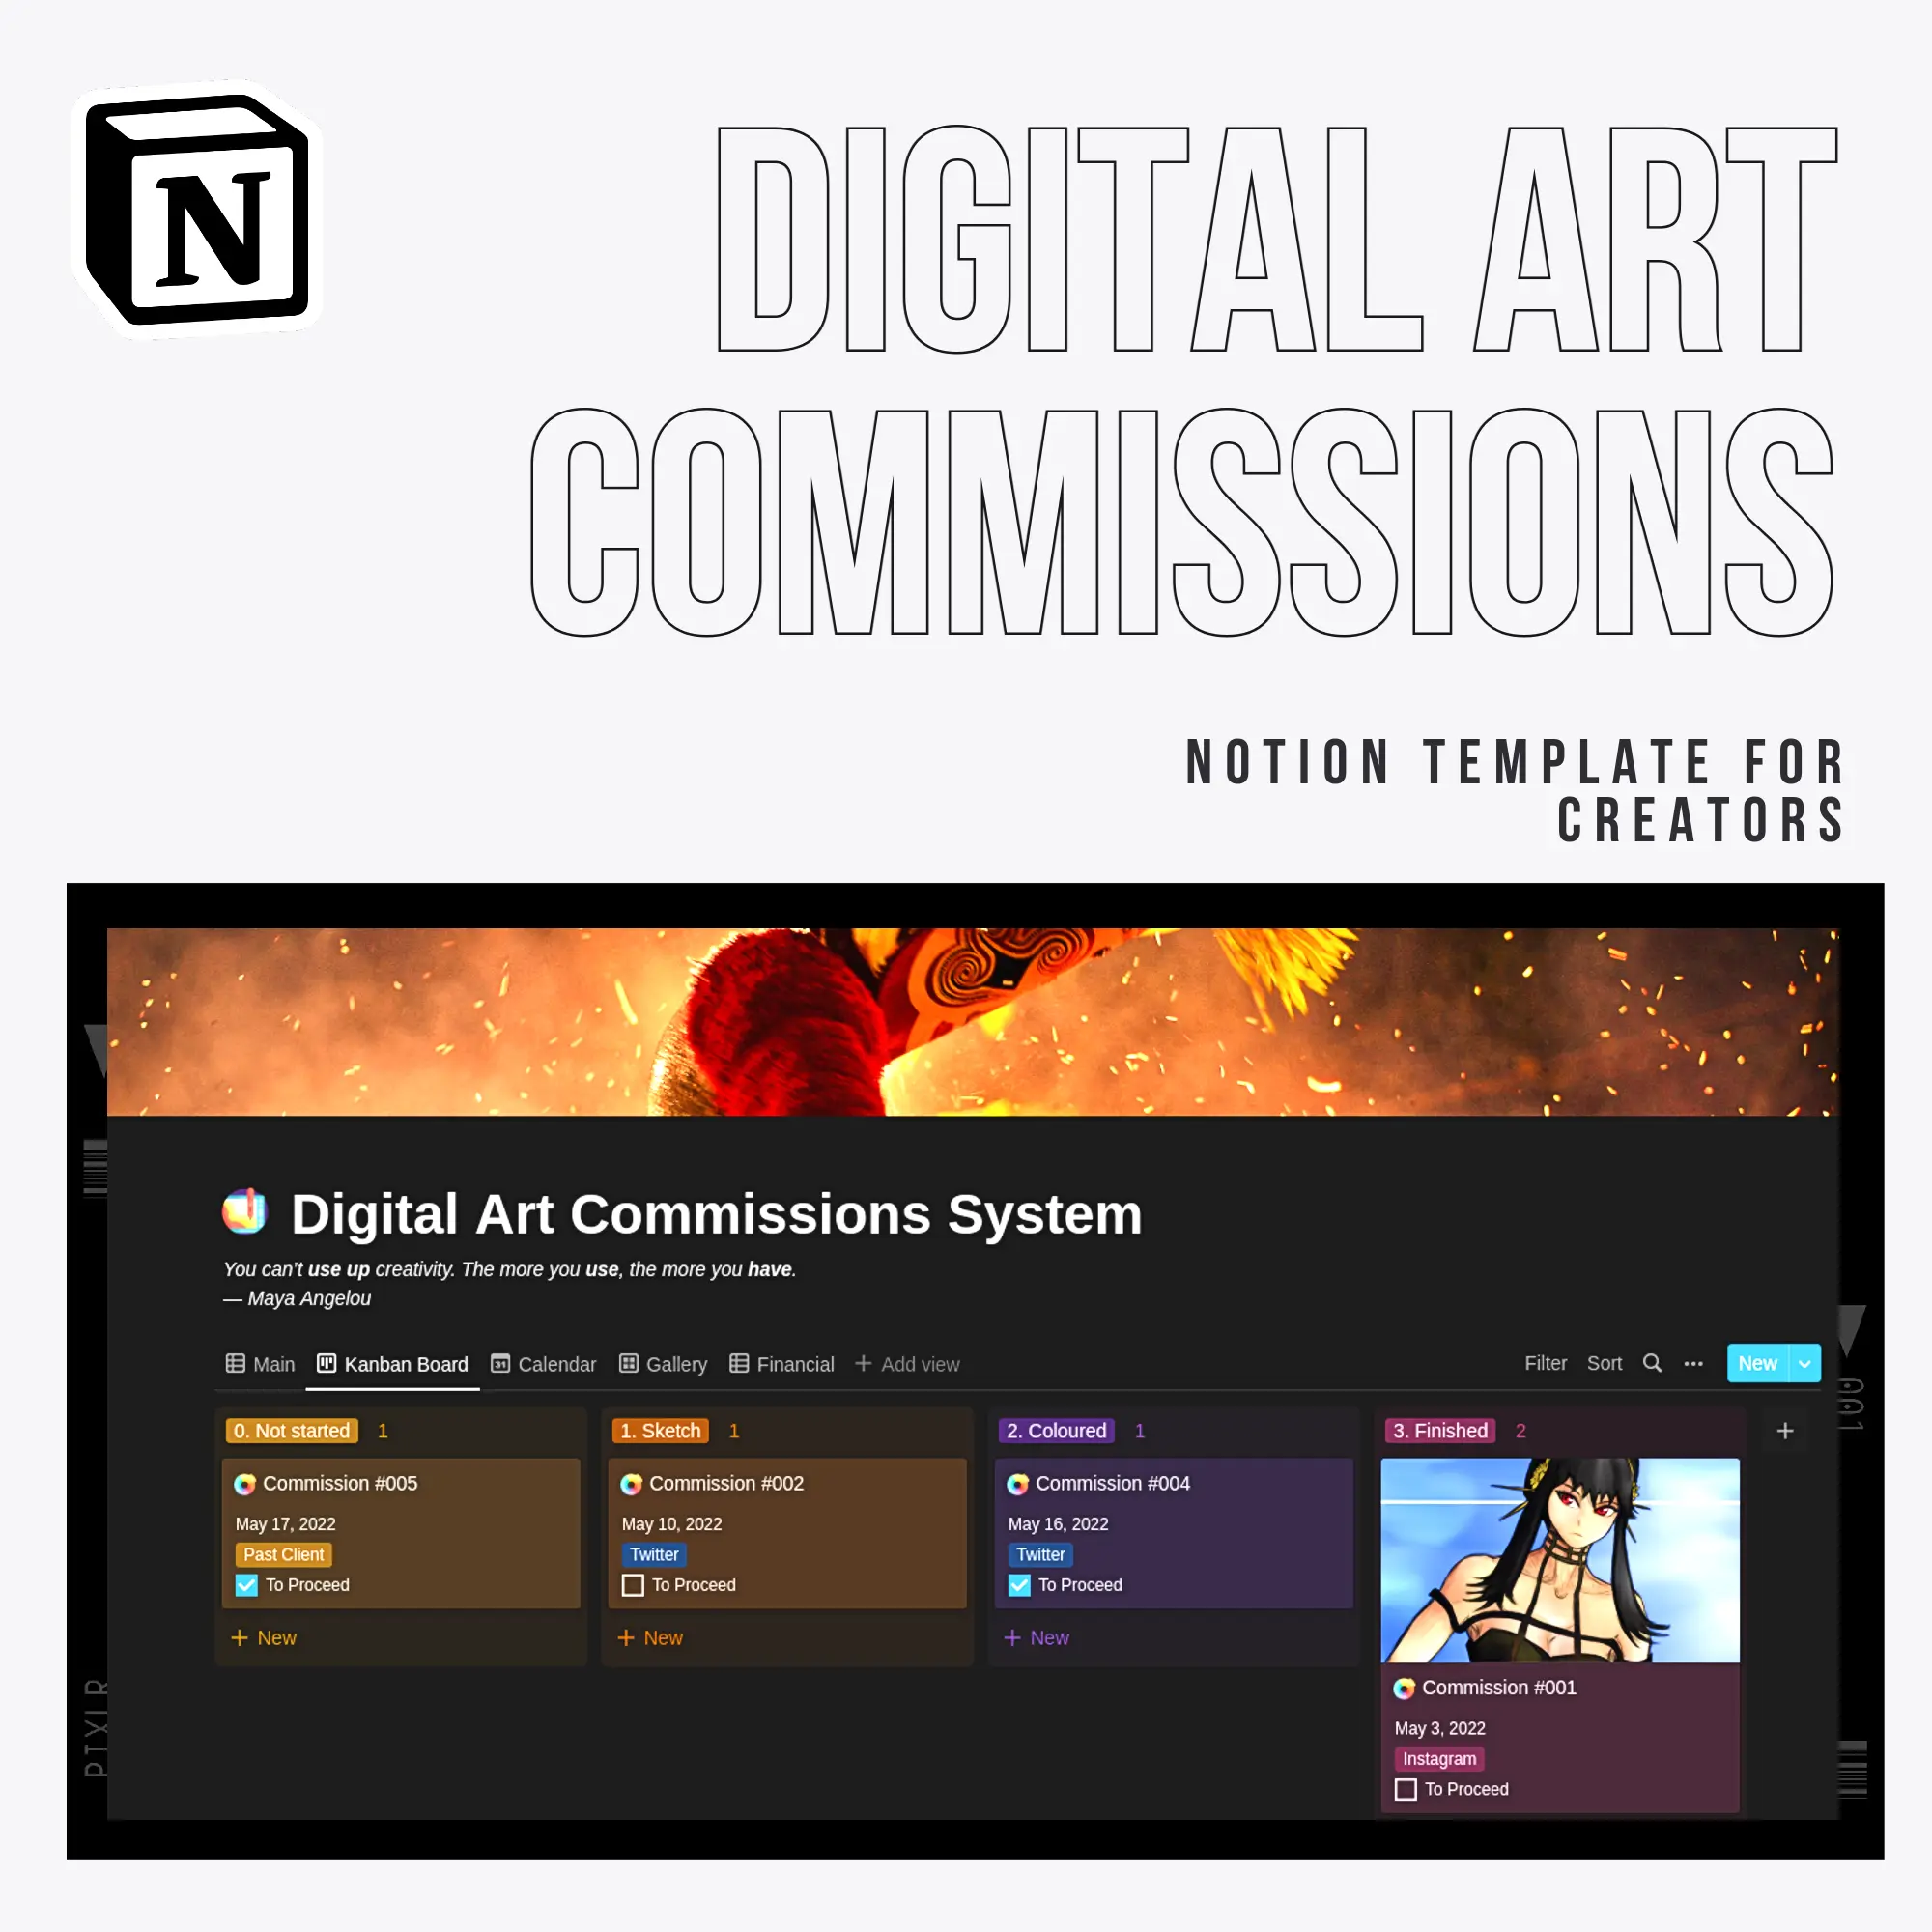 N
DIGITAL ART
COMMISSIONS
NOTION TEMPLATE FOR
CREATORS
Digital Art Commissions System
You can't use up creativity. The more you use, the more you have.
— Maya Angelou
Main Kanban Board 31 Calendar Gallery Financial + Add view Filter Sort ••• New
0. Not started 1
Commission #005
May 17, 2022
Past Client
To Proceed
+ New
1. Sketch 1
Commission #002
May 10, 2022
Twitter
To Proceed
+ New
2. Coloured 1
Commission #004
May 16, 2022
Twitter
To Proceed
+ New
3. Finished 2
+
Commission #001
May 3, 2022
Instagram
To Proceed
PIXLR
001